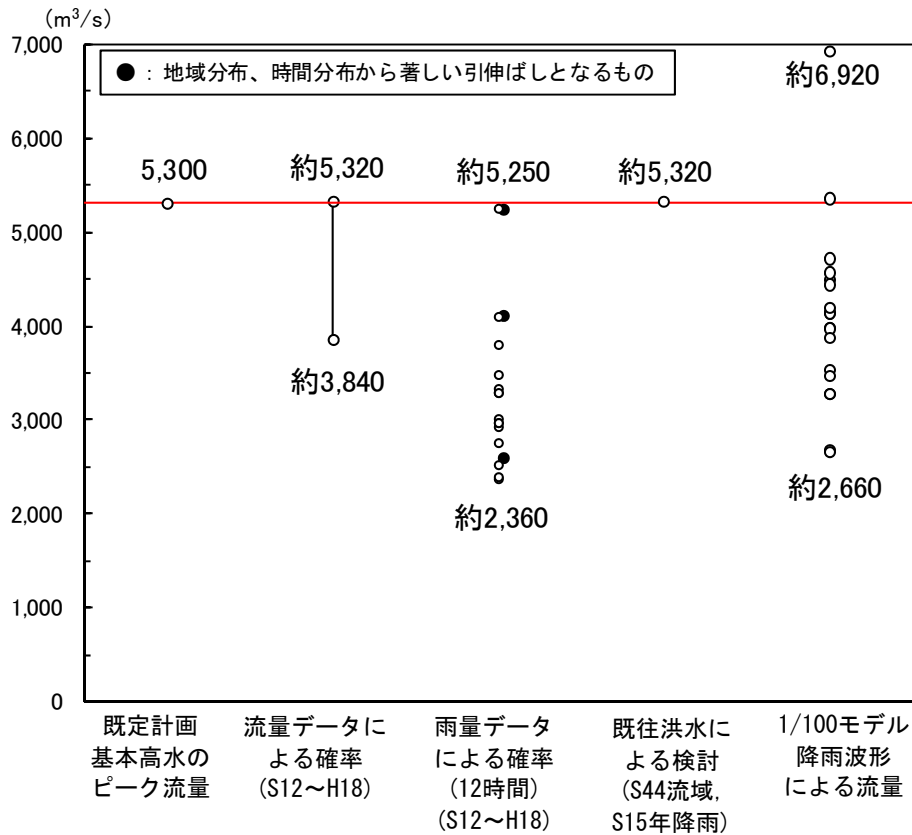 (m³/s)
7,000
6,000
5,000
4,000
3,000
2,000
1,000
0
● : 地域分布、時間分布から著しい引伸ばしとなるもの
5,300
約5,320
約3,840
約5,250
約2,360
約5,320
約6,920
約2,660
既定計画
基本高水の
ピーク流量
流量データに
よる確率
(S12～H18)
雨量データ
による確率
(12時間)
(S12～H18)
既往洪水に
よる検討
(S44流域,
S15年降雨)
1/100モデル
降雨波形
による流量